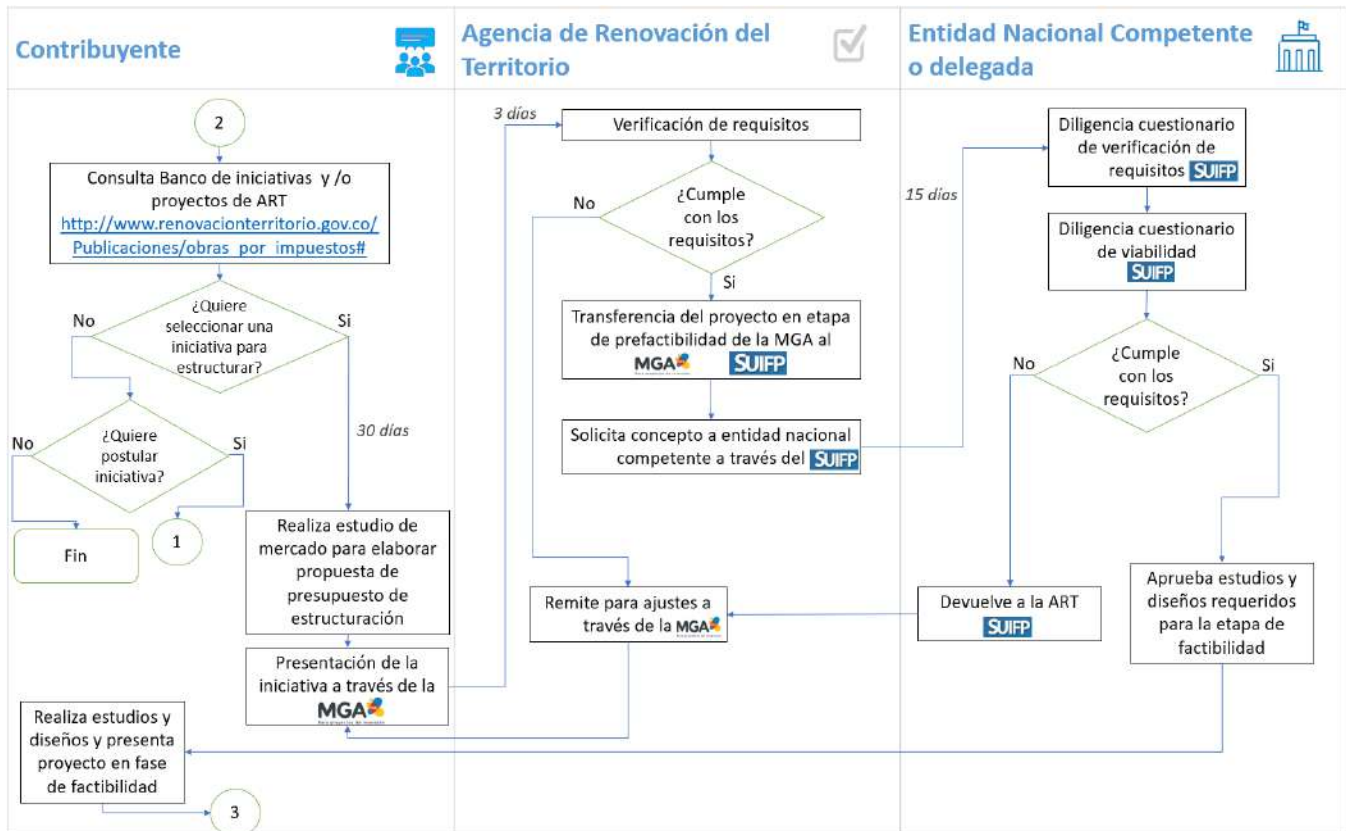 Contribuyente
Agencia de Renovación del
Territorio
Entidad Nacional Competente
o delegada
2
Consulta Banco de iniciativas y /o
proyectos de ART
http://www.renovacionterritorio.gov.co/
Publicaciones/obras_por_impuestos#
¿Quiere
seleccionar una
iniciativa para
estructurar?
No
Si
¿Quiere
postular
iniciativa?
No
Si
Fin
1
30 días
Realiza estudio de
mercado para elaborar
propuesta de
presupuesto de
estructuración
Presentación de la
iniciativa a través de la
MGA
Realiza estudios y
diseños y presenta
proyecto en fase
de factibilidad
3
3 días
Verificación de requisitos
¿Cumple
con los
requisitos?
No
Si
Transferencia del proyecto en etapa
de prefactibilidad de la MGA al
MGA SUIFP
Solicita concepto a entidad nacional
competente a través del SUIFP
Remite para ajustes a
través de la MGA
15 días
Diligencia cuestionario
de verificación de
requisitos SUIFP
Diligencia cuestionario
de viabilidad
SUIFP
¿Cumple
con los
requisitos?
No
Si
Devuelve a la ART
SUIFP
Aprueba estudios y
diseños requeridos
para la etapa de
factibilidad